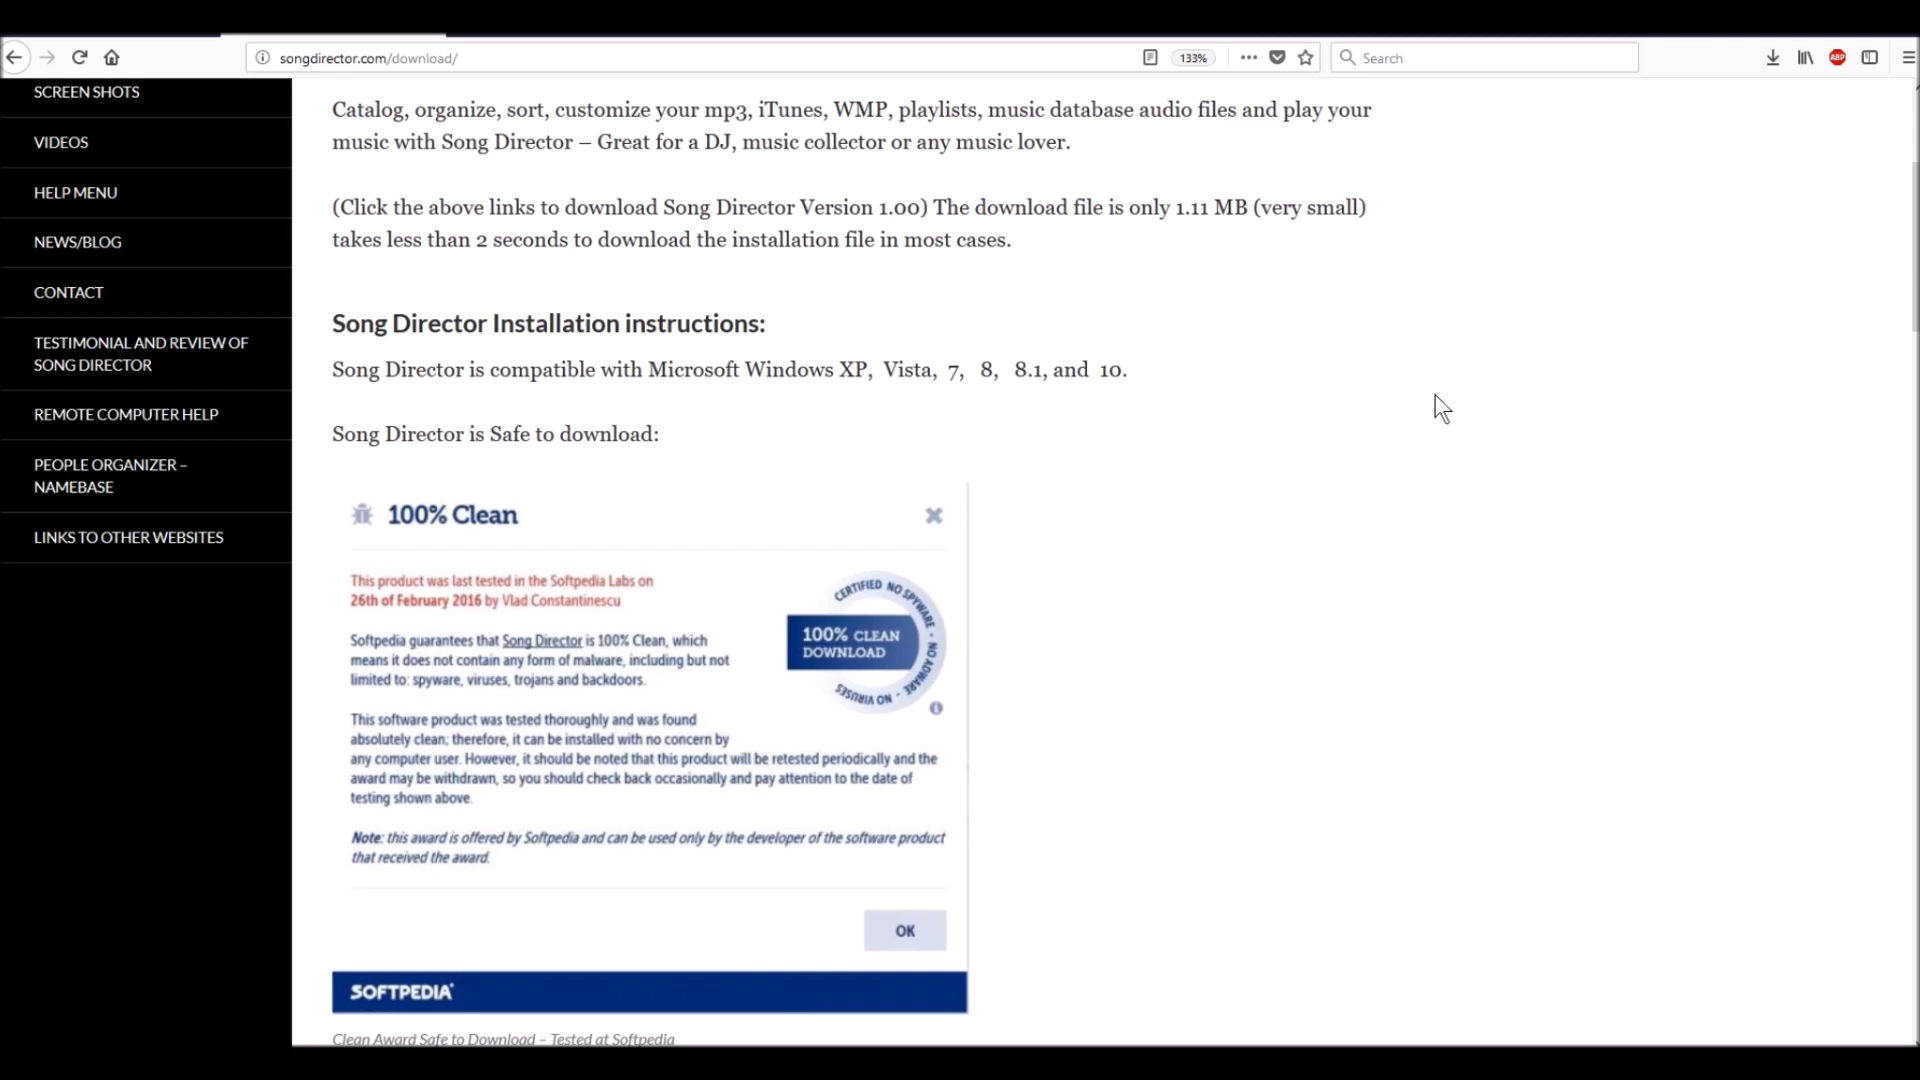 songdirector.com/download/
133%
Search
ABP
SCREEN SHOTS
VIDEOS
HELP MENU
NEWS/BLOG
CONTACT
TESTIMONIAL AND REVIEW OF
SONG DIRECTOR
REMOTE COMPUTER HELP
PEOPLE ORGANIZER –
NAMEBASE
LINKS TO OTHER WEBSITES
Catalog, organize, sort, customize your mp3, iTunes, WMP, playlists, music database audio files and play your
music with Song Director – Great for a DJ, music collector or any music lover.
(Click the above links to download Song Director Version 1.00) The download file is only 1.11 MB (very small)
takes less than 2 seconds to download the installation file in most cases.
Song Director Installation instructions:
Song Director is compatible with Microsoft Windows XP, Vista, 7, 8, 8.1, and 10.
Song Director is Safe to download:
100% Clean
This product was last tested in the Softpedia Labs on
26th of February 2016 by Vlad Constantinescu
Softpedia guarantees that Song Director is 100% Clean, which
means it does not contain any form of malware, including but not
limited to: spyware, viruses, trojans and backdoors.
CERTIFIED NO SPYWARE - NO ADWARE - NO VIRUSES
100% CLEAN
DOWNLOAD
This software product was tested thoroughly and was found
absolutely clean; therefore, it can be installed with no concern by
any computer user. However, it should be noted that this product will be retested periodically and the
award may be withdrawn, so you should check back occasionally and pay attention to the date of
testing shown above.
Note: this award is offered by Softpedia and can be used only by the developer of the software product
that received the award.
OK
SOFTPEDIA®
Clean Award Safe to Download – Tested at Softpedia